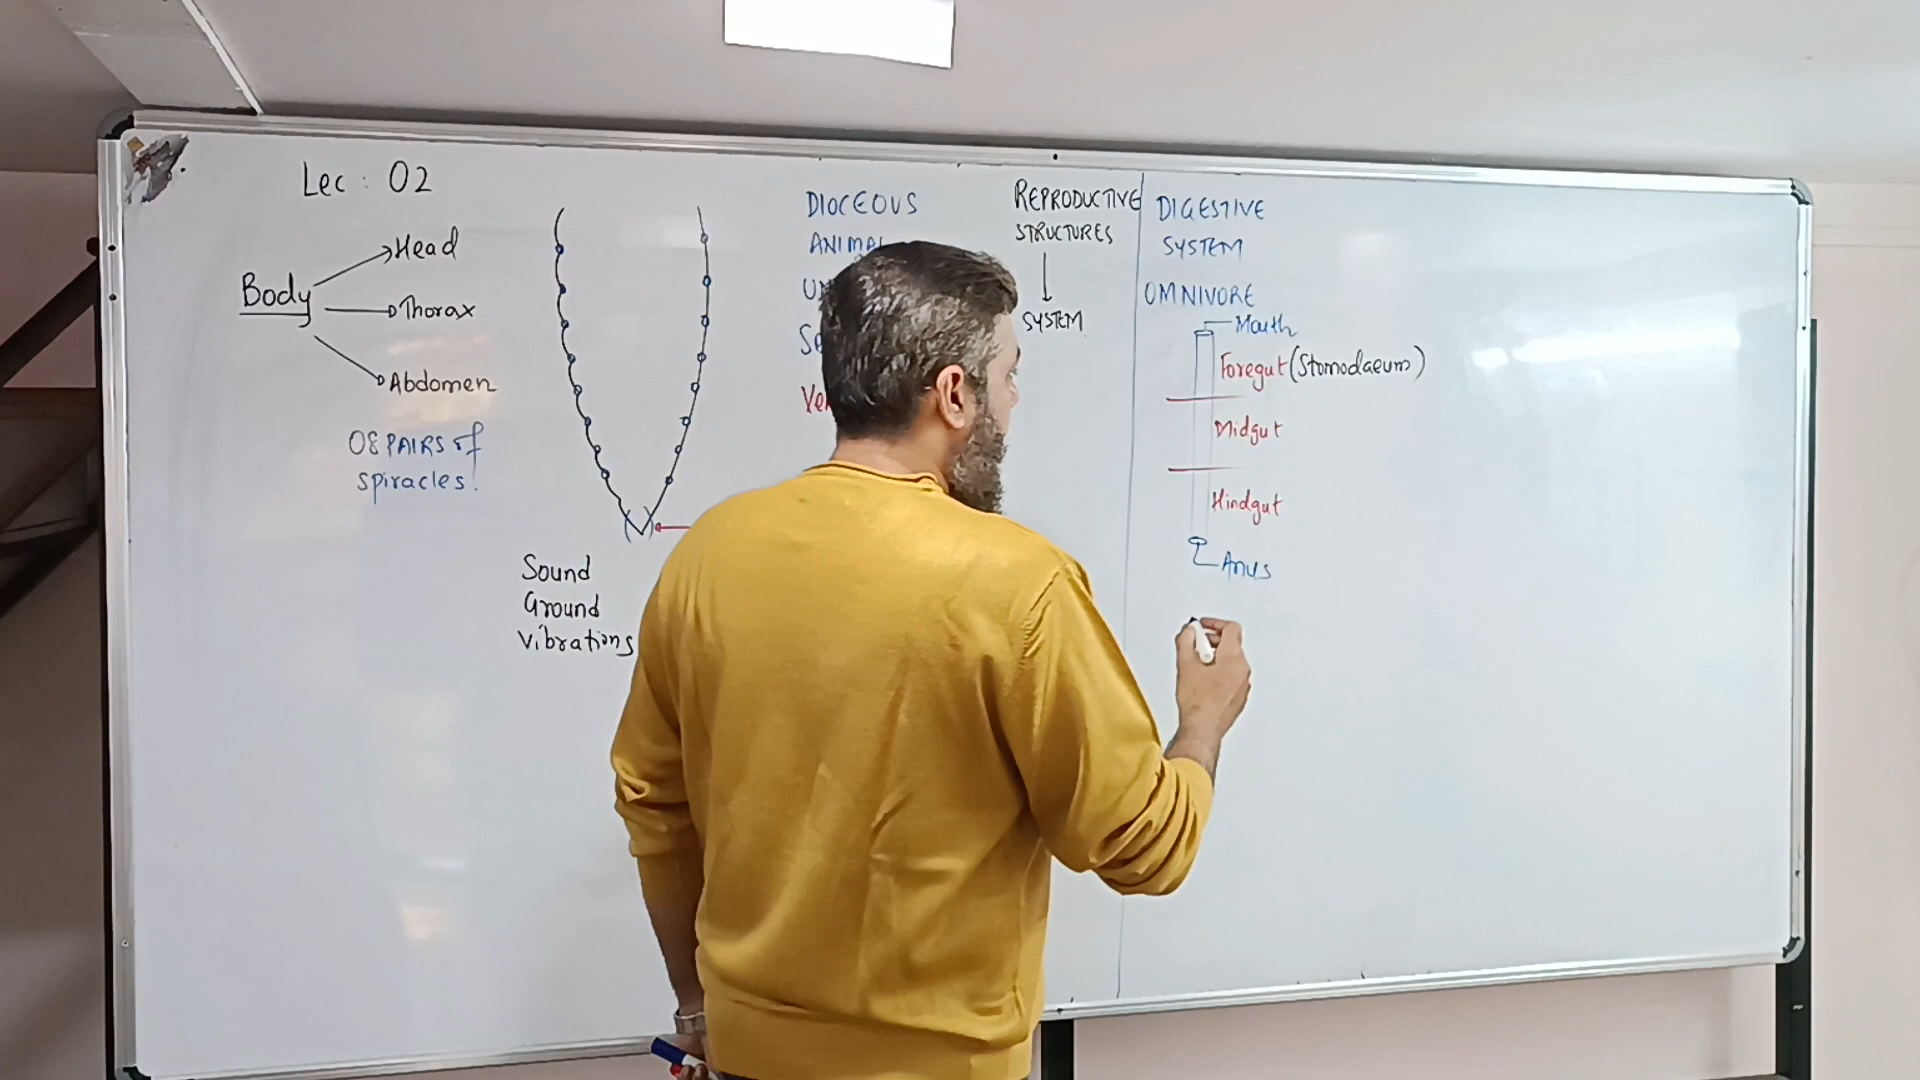 Lec : 02
Body
Head
Thorax
Abdomen
08 PAIRS of
spiracles.
Sound
Ground
Vibrations
DIOCEOUS
REPRODUCTIVE
STRUCTURES
SYSTEM
DIGESTIVE
SYSTEM
OMNIVORE
Mouth
Foregut (Stomodaeum)
Midgut
Hindgut
Anus